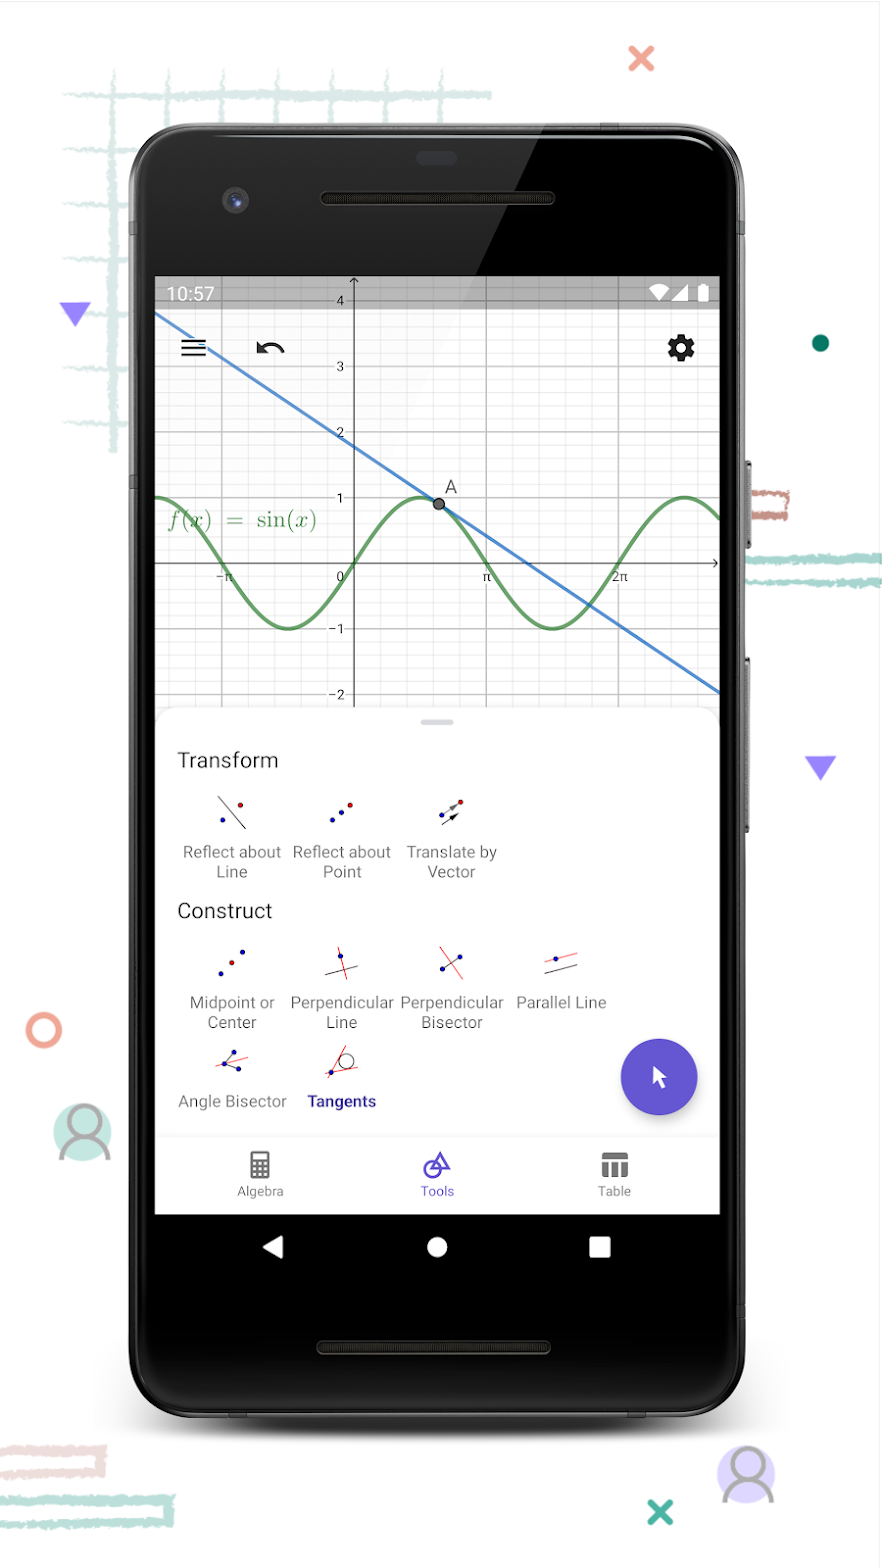 10:57
4
3
2
A
1
f(x) = sin(x)
−π
0
π
2π
−1
−2
Transform
Reflect about Line
Reflect about Point
Translate by Vector
Construct
Midpoint or Center
Perpendicular Line
Perpendicular Bisector
Parallel Line
Angle Bisector
Tangents
Algebra
Tools
Table